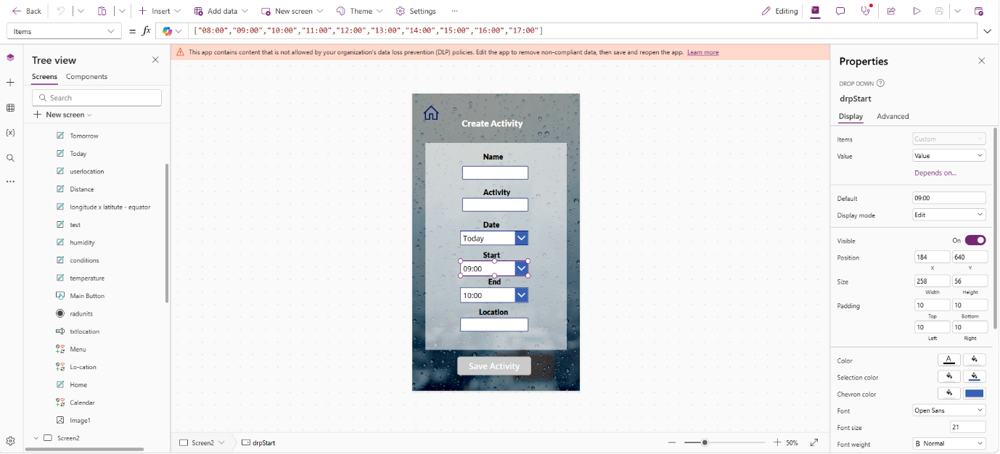 Back Insert Add data New screen Theme Settings ... Editing
Items = fx ["08:00","09:00","10:00","11:00","12:00","13:00","14:00","15:00","16:00","17:00"]
This app contains content that is not allowed by your organization's data loss prevention (DLP) policies. Edit the app to remove non-compliant data, then save and reopen the app. Learn more
Tree view
Screens Components
Search
New screen
Tomorrow
Today
userlocation
Distance
longitude x latitute - equator
test
humidity
conditions
temperature
Main Button
radunits
txtlocation
Menu
Lo-cation
Home
Calendar
Image1
Screen2
Create Activity
Name
Activity
Date
Today
Start
09:00
End
10:00
Location
Save Activity
Screen2 drpStart
50%
Properties
DROP DOWN ?
drpStart
Display Advanced
Items Custom
Value Value
Depends on...
Default 09:00
Display mode Edit
Visible On
Position 184 640
X Y
Size 258 56
Width Height
Padding 10 10
Top Bottom
10 10
Left Right
Color A
Selection color
Chevron color
Font Open Sans
Font size 21
Font weight B Normal